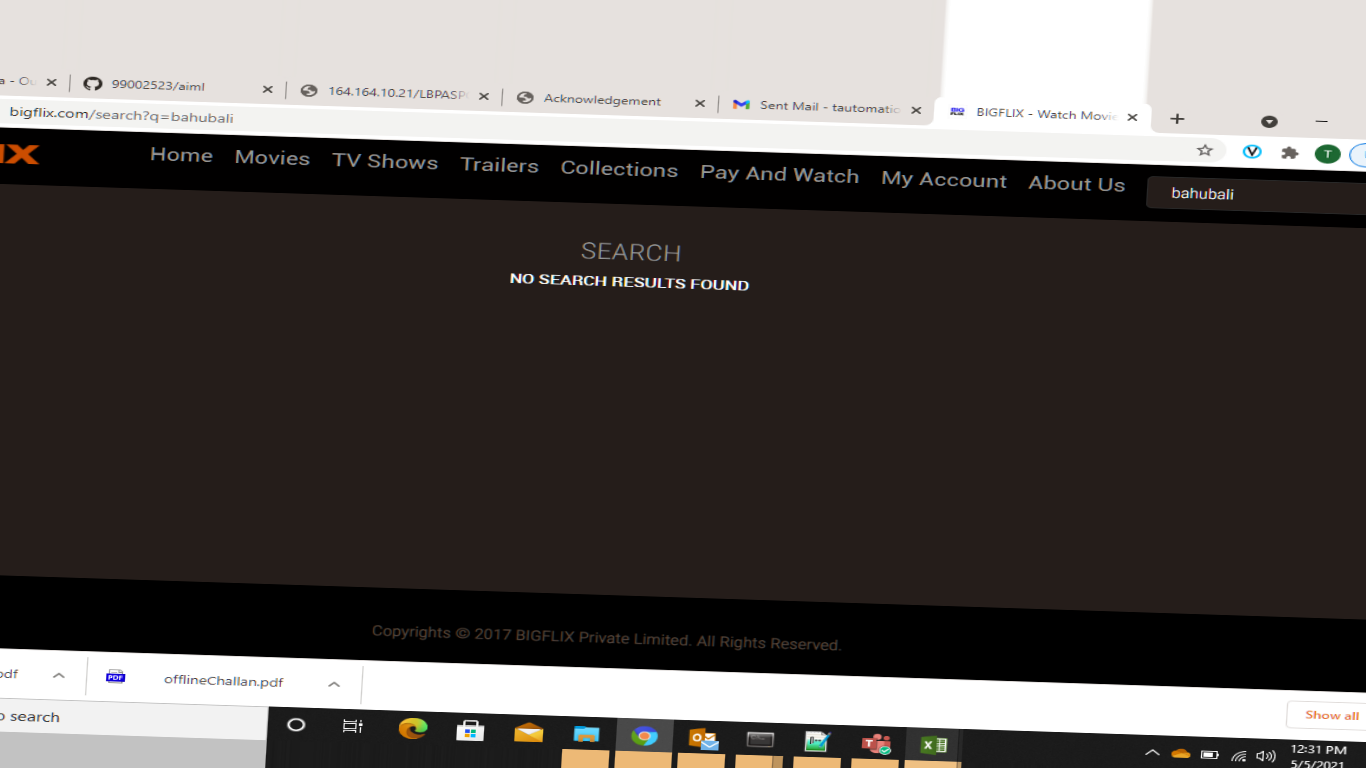 99002523/aiml
164.164.10.21/LBPASP
Acknowledgement
Sent Mail - tautomatic
BIGFLIX - Watch Movie
bigflix.com/search?q=bahubali
T
IX
Home
Movies
TV Shows
Trailers
Collections
Pay And Watch
My Account
About Us
bahubali
SEARCH
NO SEARCH RESULTS FOUND
Copyrights © 2017 BIGFLIX Private Limited. All Rights Reserved.
pdf
PDF
offlineChallan.pdf
Show all
o search
12:31 PM
5/5/2021